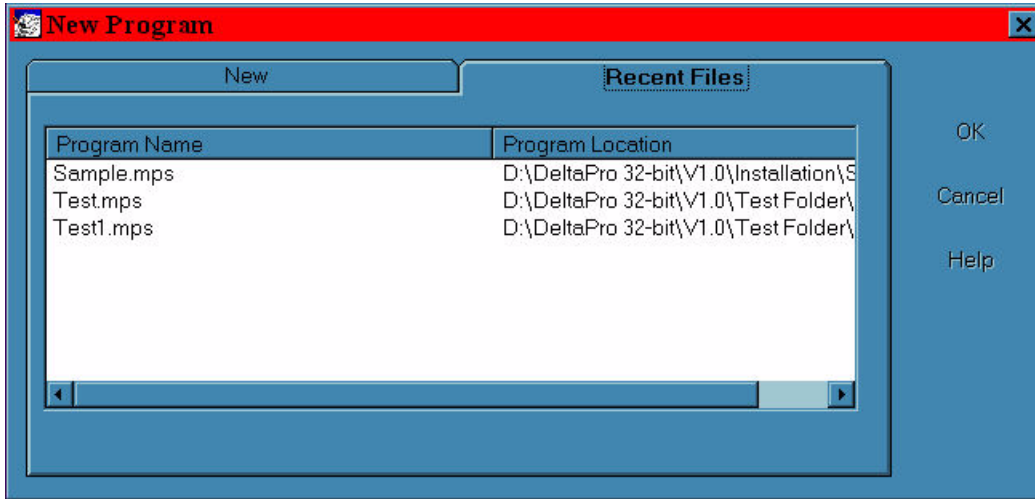 New Program
New Recent Files
Program Name Program Location
Sample.mps D:\DeltaPro 32-bit\V1.0\Installation\S
Test.mps D:\DeltaPro 32-bit\V1.0\Test Folder\
Test1.mps D:\DeltaPro 32-bit\V1.0\Test Folder\
OK
Cancel
Help